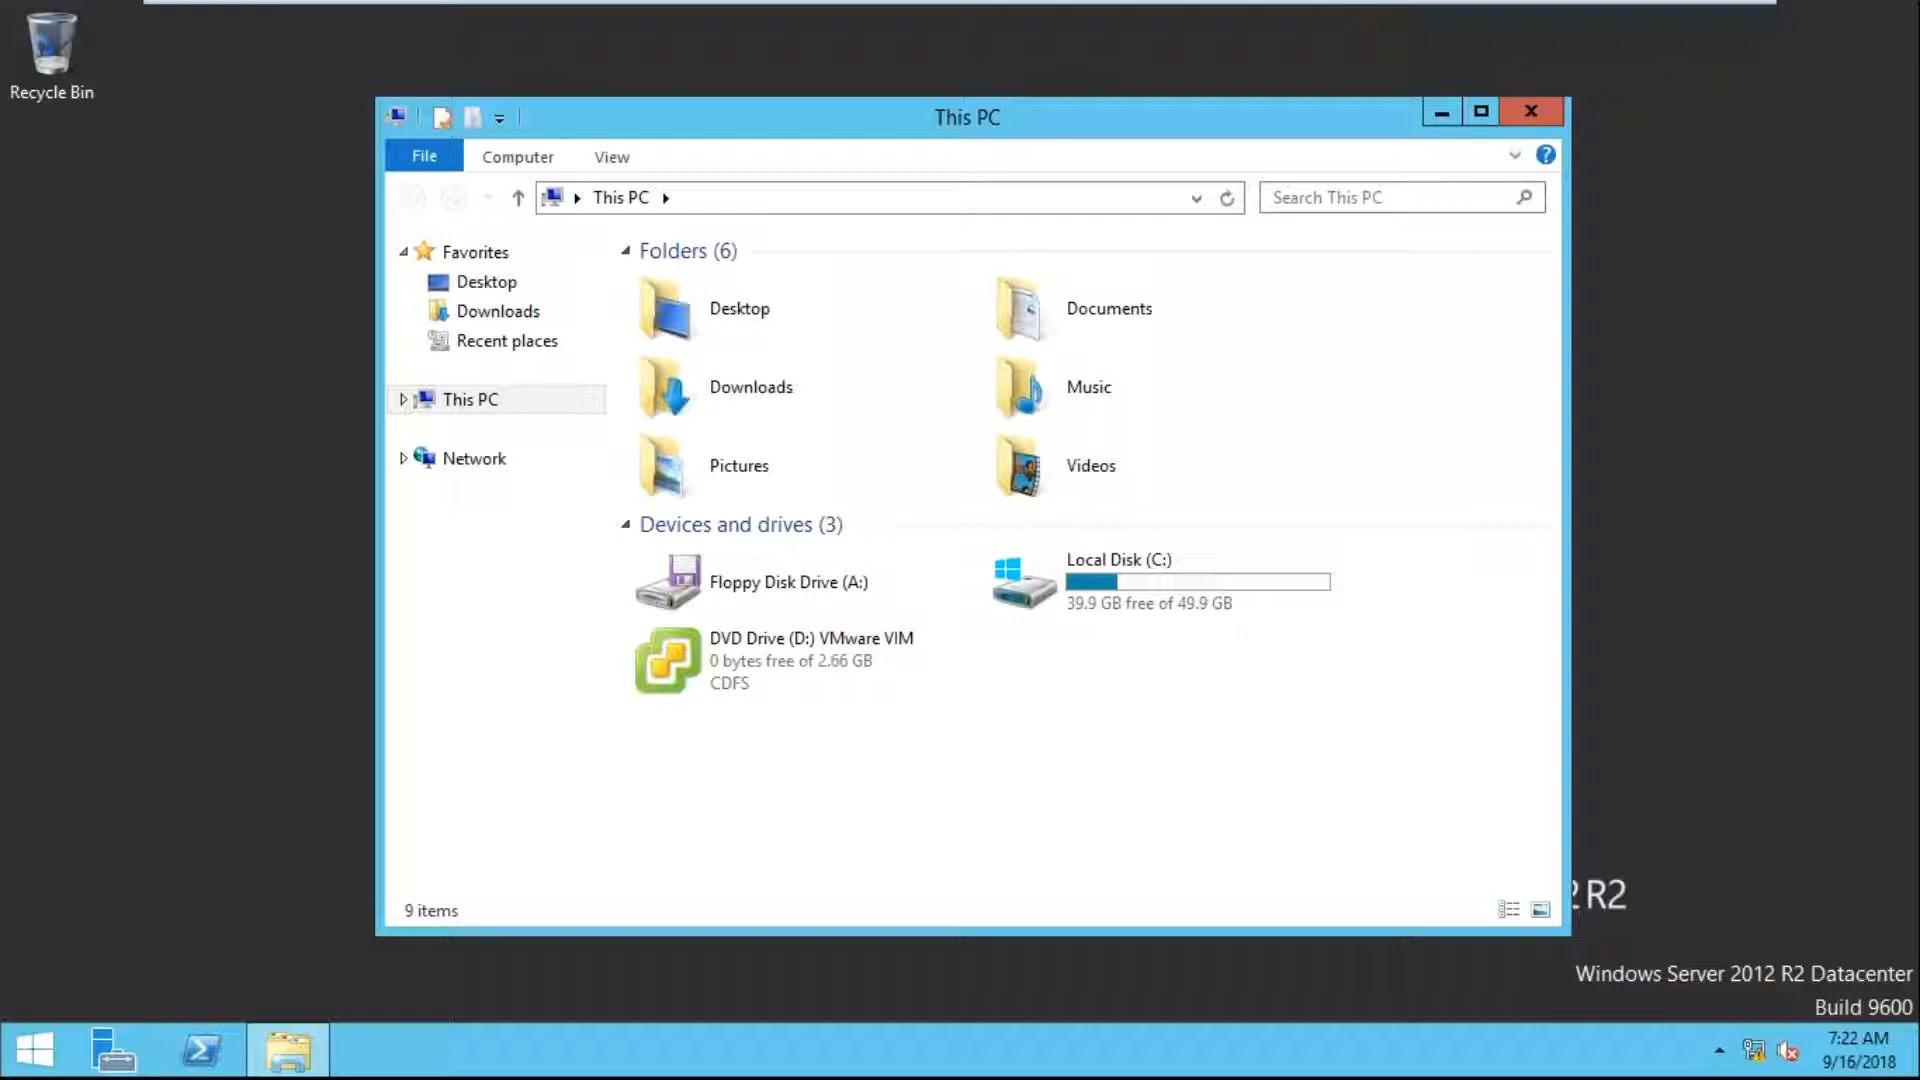 Recycle Bin
This PC
File
Computer
View
This PC
Search This PC
Favorites
Desktop
Downloads
Recent places
This PC
Network
Folders (6)
Desktop
Documents
Downloads
Music
Pictures
Videos
Devices and drives (3)
Floppy Disk Drive (A:)
Local Disk (C:)
39.9 GB free of 49.9 GB
DVD Drive (D:) VMware VIM
0 bytes free of 2.66 GB
CDFS
9 items
R2
Windows Server 2012 R2 Datacenter
Build 9600
7:22 AM
9/16/2018